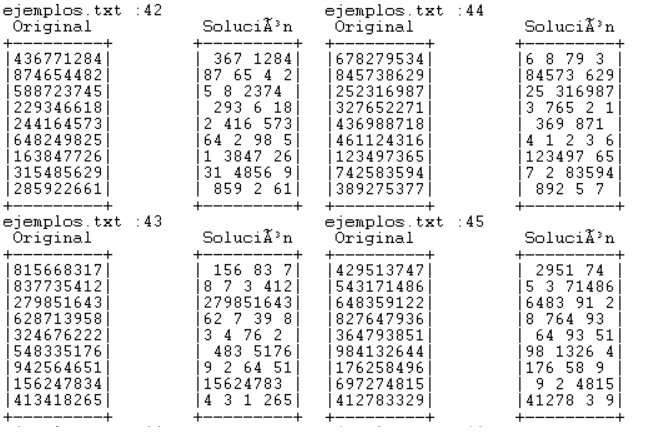 ejemplos.txt :42 ejemplos.txt :44
Original SoluciÃ³n Original SoluciÃ³n
+---------+ +---------+ +---------+ +---------+
|436771284| | 367 1284| |678279534| |6 8 79 3 |
|874654482| |87 65 4 2| |845738629| |84573 629|
|588723745| |5 8 2374 | |252316987| |25 316987|
|229346618| | 293 6 18| |327652271| |3 765 2 1|
|244164573| |2 416 573| |436988718| | 369 871 |
|648249825| |64 2 98 5| |461124316| |4 1 2 3 6|
|163847726| |1 3847 26| |123497365| |123497 65|
|315485629| |31 4856 9| |742583594| |7 2 83594|
|285922661| | 859 2 61| |389275377| | 892 5 7 |
+---------+ +---------+ +---------+ +---------+
ejemplos.txt :43 ejemplos.txt :45
Original SoluciÃ³n Original SoluciÃ³n
+---------+ +---------+ +---------+ +---------+
|815668317| | 156 83 7| |429513747| | 2951 74 |
|837735412| |8 7 3 412| |543171486| |5 3 71486|
|279851643| |279851643| |648359122| |6483 91 2|
|628713958| |62 7 39 8| |827647936| |8 764 93 |
|324676222| |3 4 76 2 | |364793851| | 64 93 51|
|548335176| | 483 5176| |984132644| |98 1326 4|
|942564651| |9 2 64 51| |176258496| |176 58 9 |
|156247834| |15624783 | |697274815| | 9 2 4815|
|413418265| |4 3 1 265| |412783329| |41278 3 9|
+---------+ +---------+ +---------+ +---------+